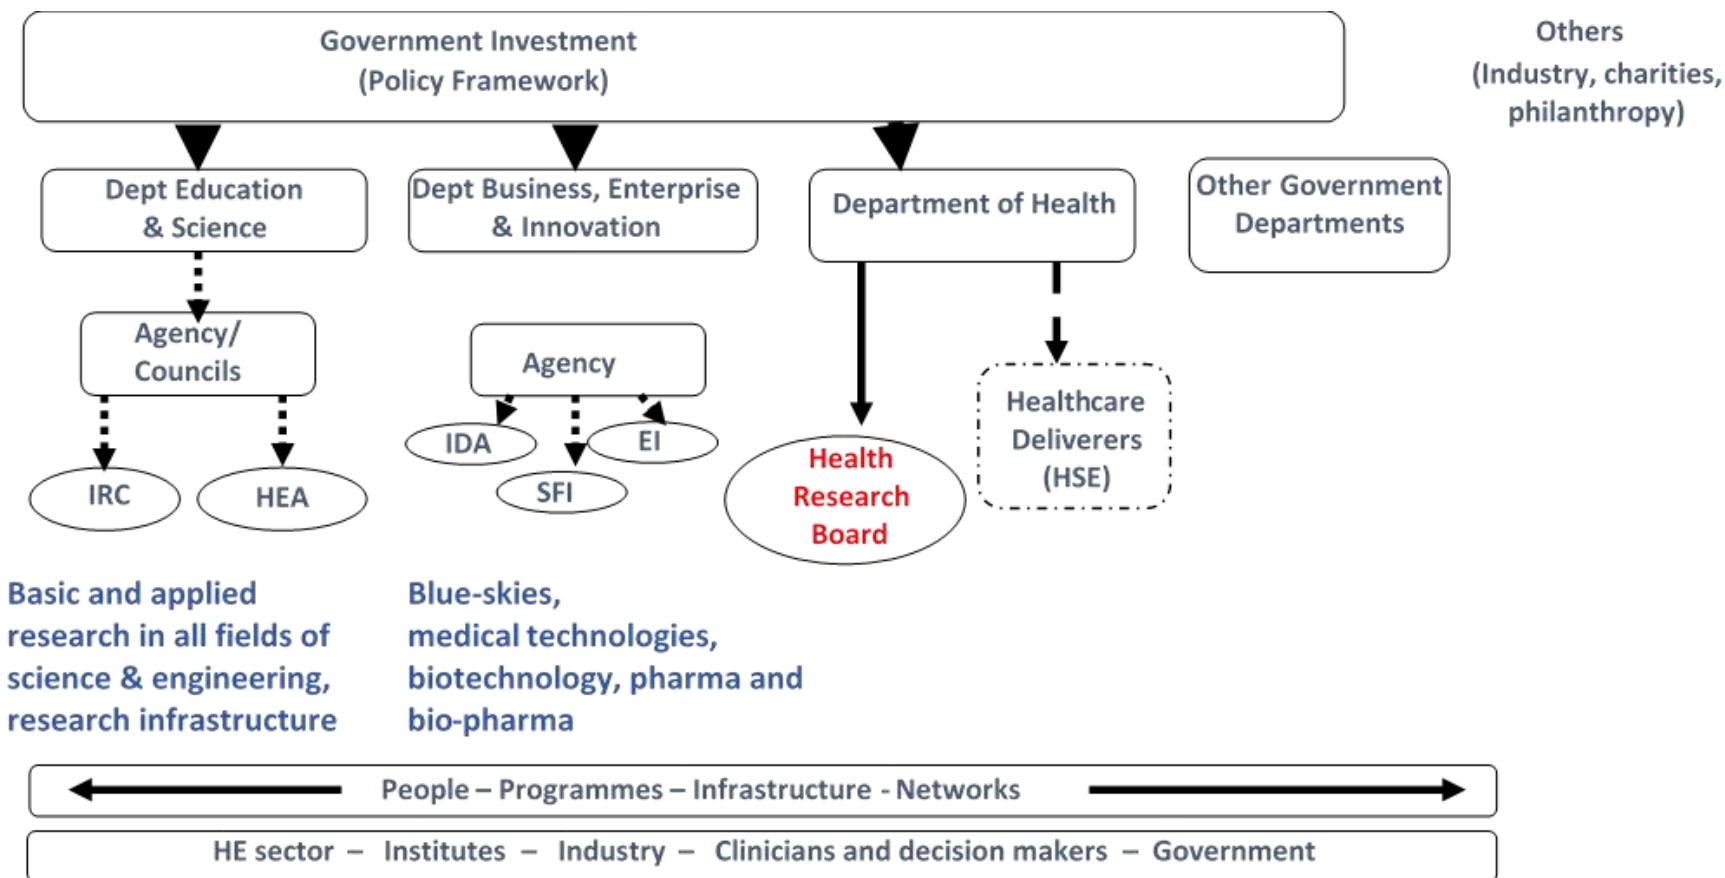 Government Investment
(Policy Framework)
Others
(Industry, charities,
philanthropy)
Dept Education
& Science
Dept Business, Enterprise
& Innovation
Department of Health
Other Government
Departments
Agency/
Councils
Agency
IRC
HEA
IDA
SFI
EI
Health
Research
Board
Healthcare
Deliverers
(HSE)
Basic and applied
research in all fields of
science & engineering,
research infrastructure
Blue-skies,
medical technologies,
biotechnology, pharma and
bio-pharma
People – Programmes – Infrastructure - Networks
HE sector – Institutes – Industry – Clinicians and decision makers – Government